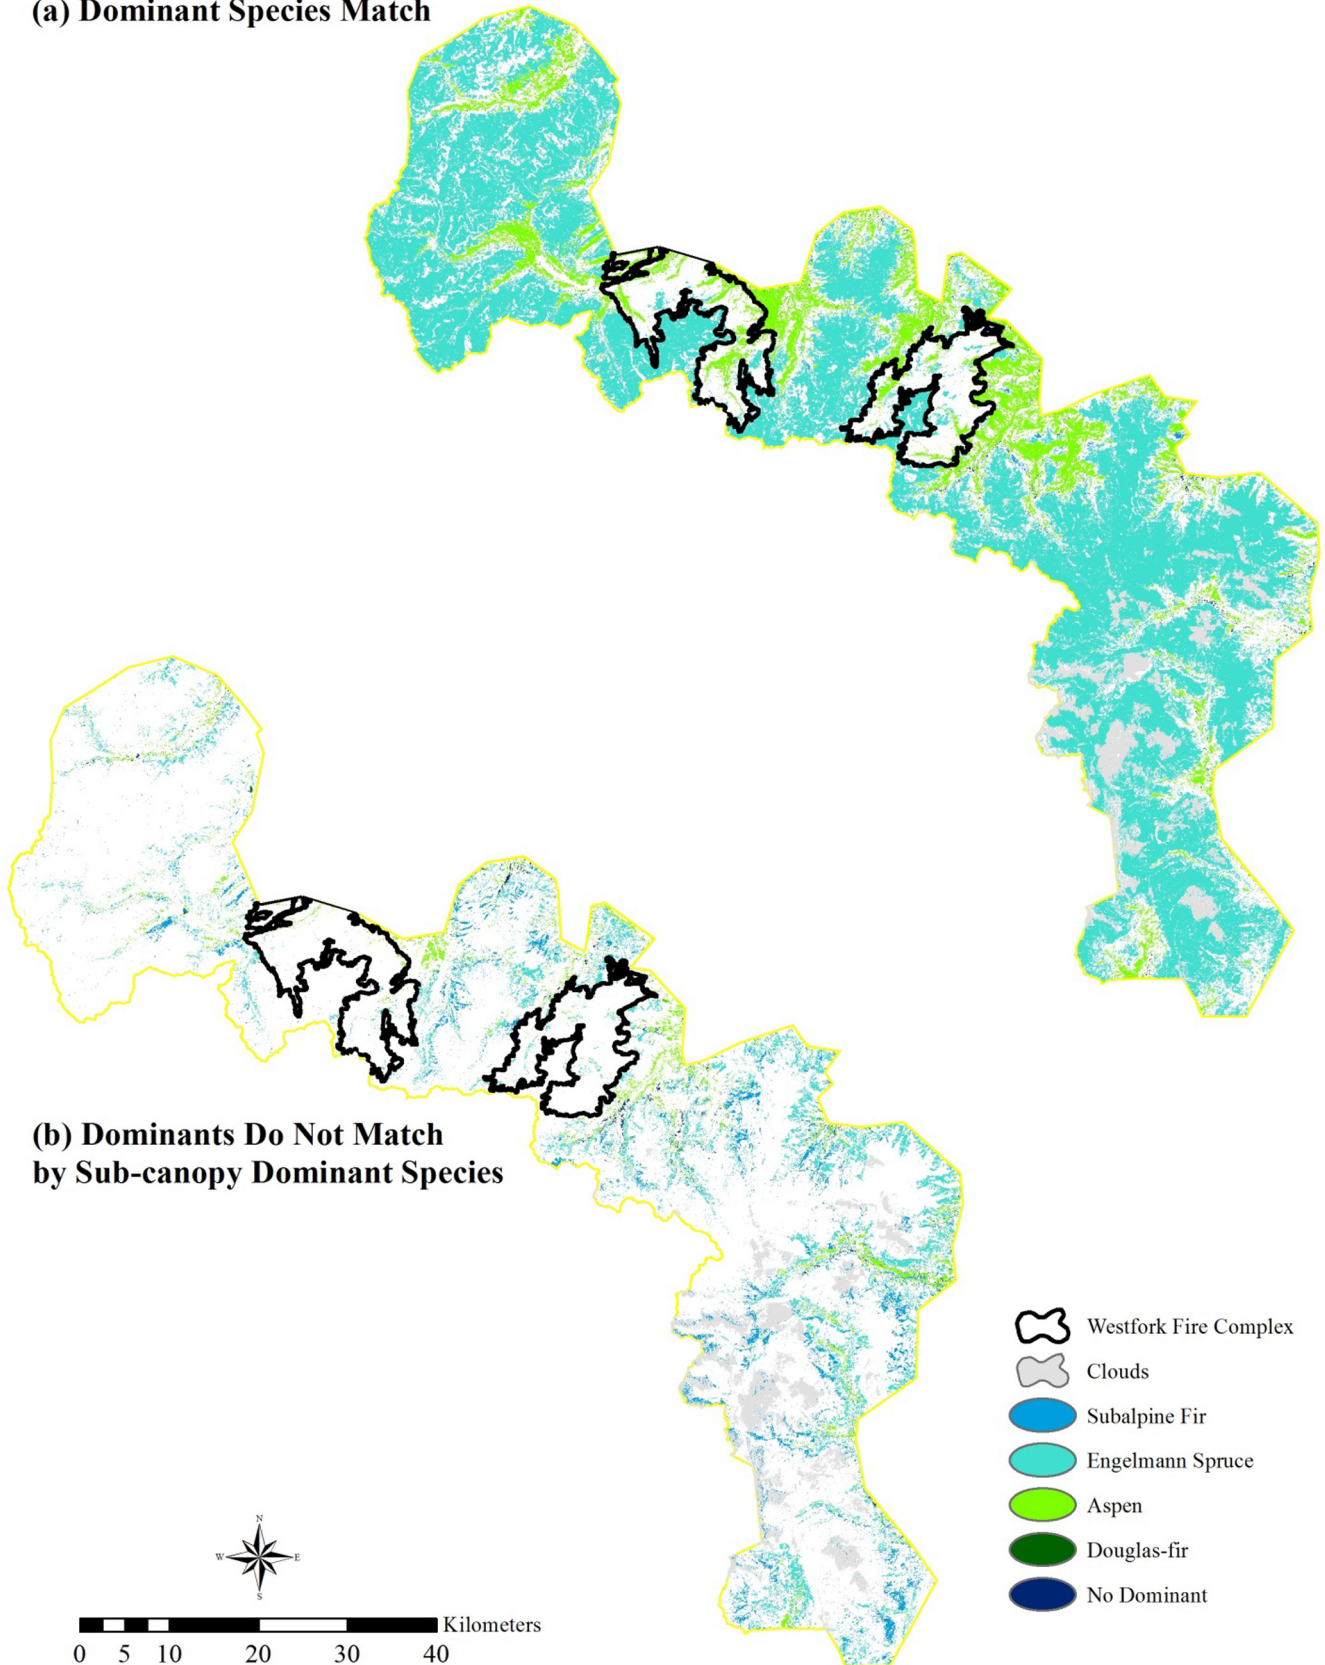 (a) Dominant Species Match
(b) Dominants Do Not Match
by Sub-canopy Dominant Species
Westfork Fire Complex
Clouds
Subalpine Fir
Engelmann Spruce
Aspen
Douglas-fir
No Dominant
N
W E
S
Kilometers
0 5 10 20 30 40